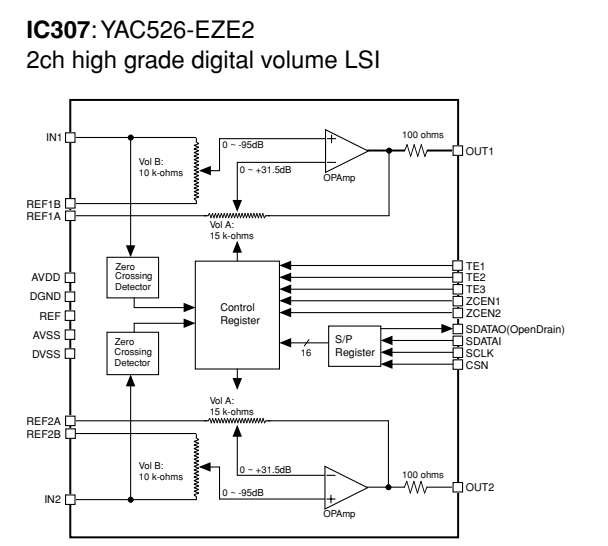 IC307: YAC526-EZE2
2ch high grade digital volume LSI
IN1
Vol B:
10 k-ohms
0 ~ -95dB
+
−
0 ~ +31.5dB
OPAmp
100 ohms
OUT1
REF1B
REF1A
Vol A:
15 k-ohms
Zero
Crossing
Detector
AVDD
DGND
REF
AVSS
DVSS
Control
Register
TE1
TE2
TE3
ZCEN1
ZCEN2
SDATAO(OpenDrain)
SDATAI
SCLK
CSN
S/P
Register
16
Zero
Crossing
Detector
Vol A:
15 k-ohms
REF2A
REF2B
Vol B:
10 k-ohms
0 ~ +31.5dB
0 ~ -95dB
−
+
OPAmp
100 ohms
OUT2
IN2